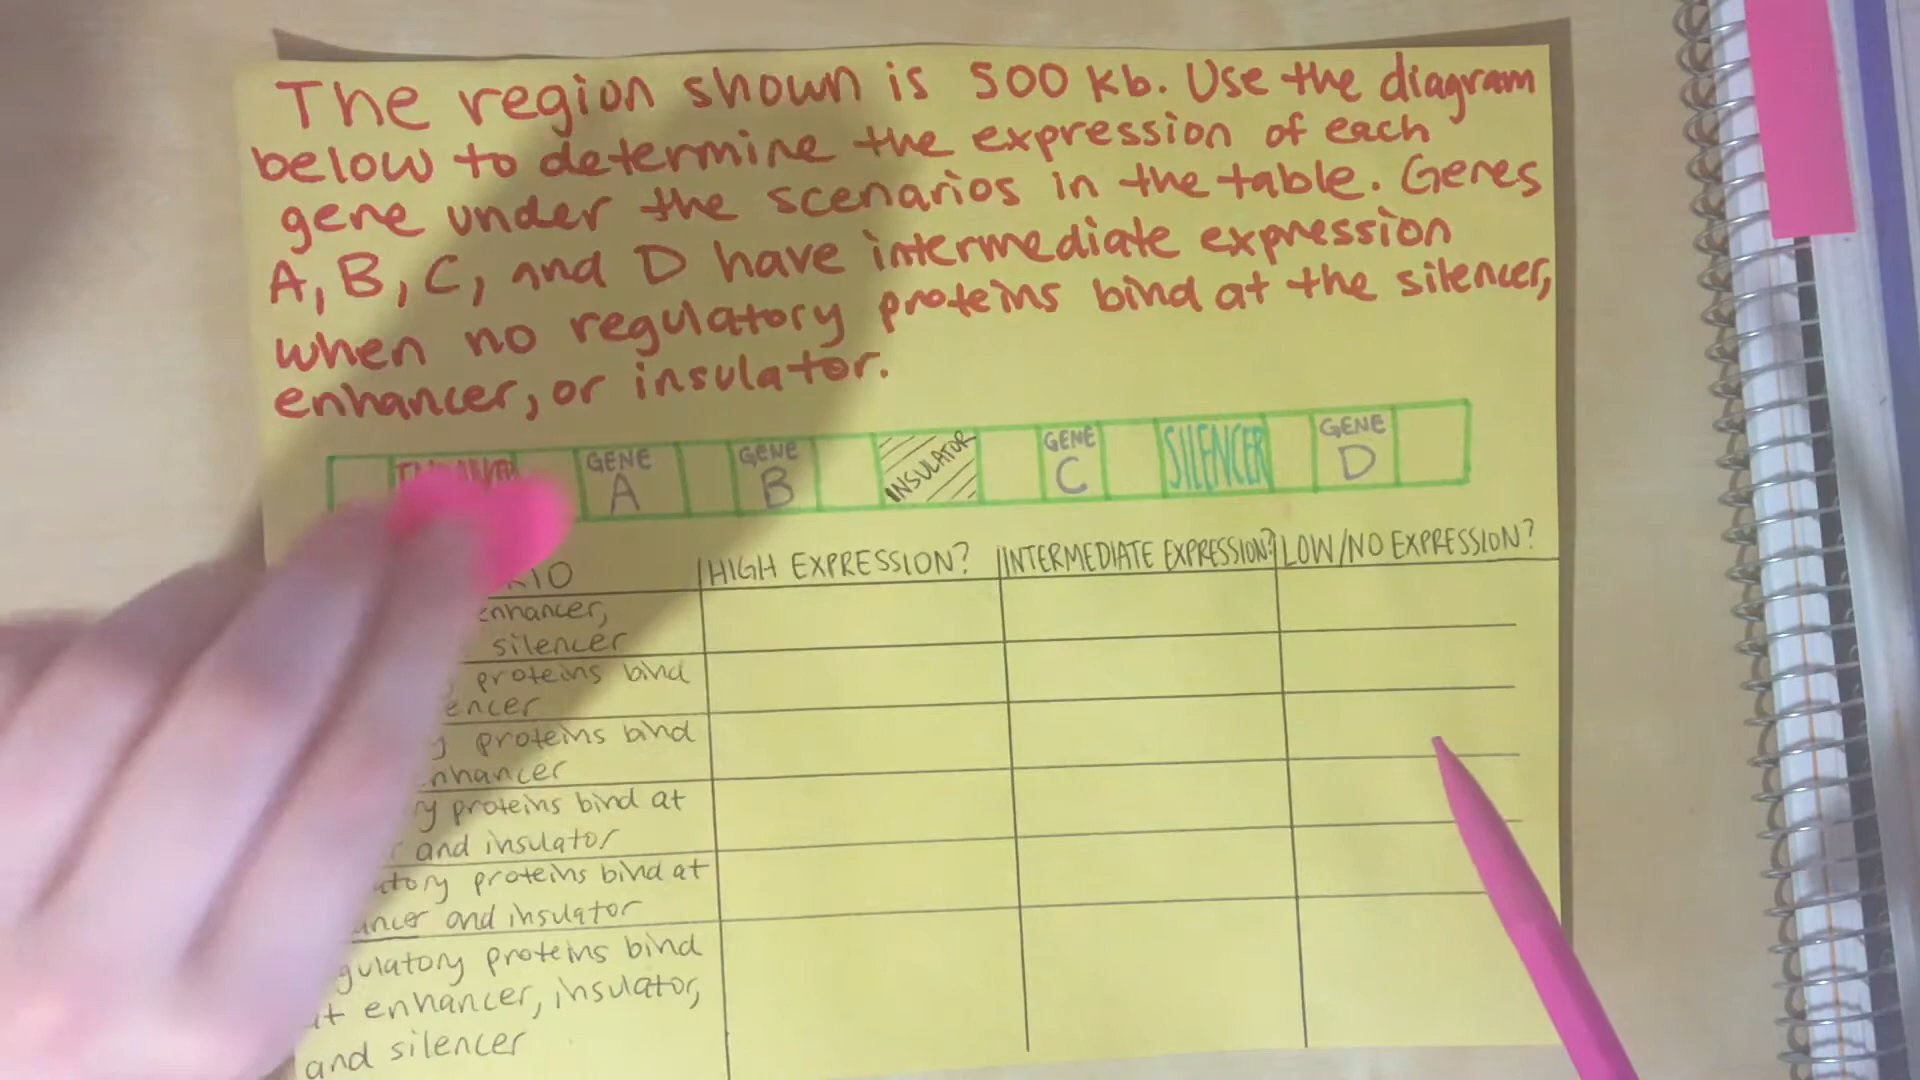 The region shown is 500 kb. Use the diagram
below to determine the expression of each
gene under the scenarios in the table. Genes
A, B, C, and D have intermediate expression
when no regulatory proteins bind at the silencer,
enhancer, or insulator.
GENE A GENE B INSULATOR GENE C SILENCER GENE D
HIGH EXPRESSION? INTERMEDIATE EXPRESSION? LOW/NO EXPRESSION?
enhancer,
silencer
proteins bind
proteins bind
proteins bind at
and insulator
proteins bind at
and insulator
proteins bind
enhancer, insulator,
and silencer